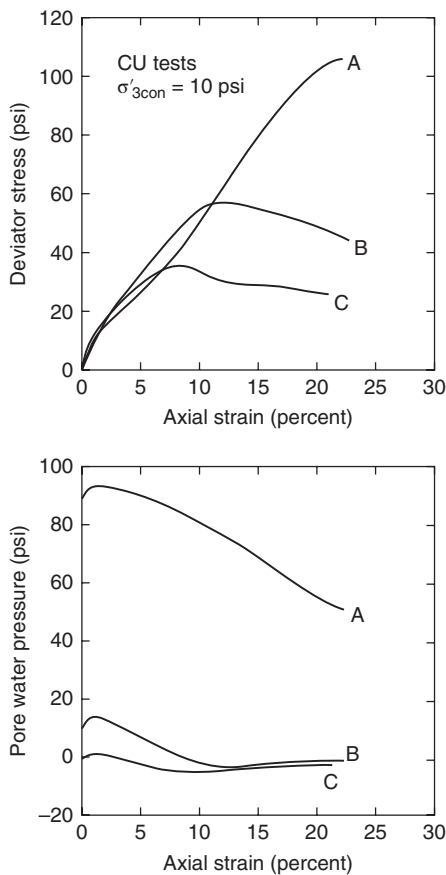 120
100
80
60
40
20
0
Deviator stress (psi)
CU tests
σ′3con = 10 psi
A
B
C
0 5 10 15 20 25 30
Axial strain (percent)
100
80
60
40
20
0
–20
Pore water pressure (psi)
A
B
C
0 5 10 15 20 25 30
Axial strain (percent)